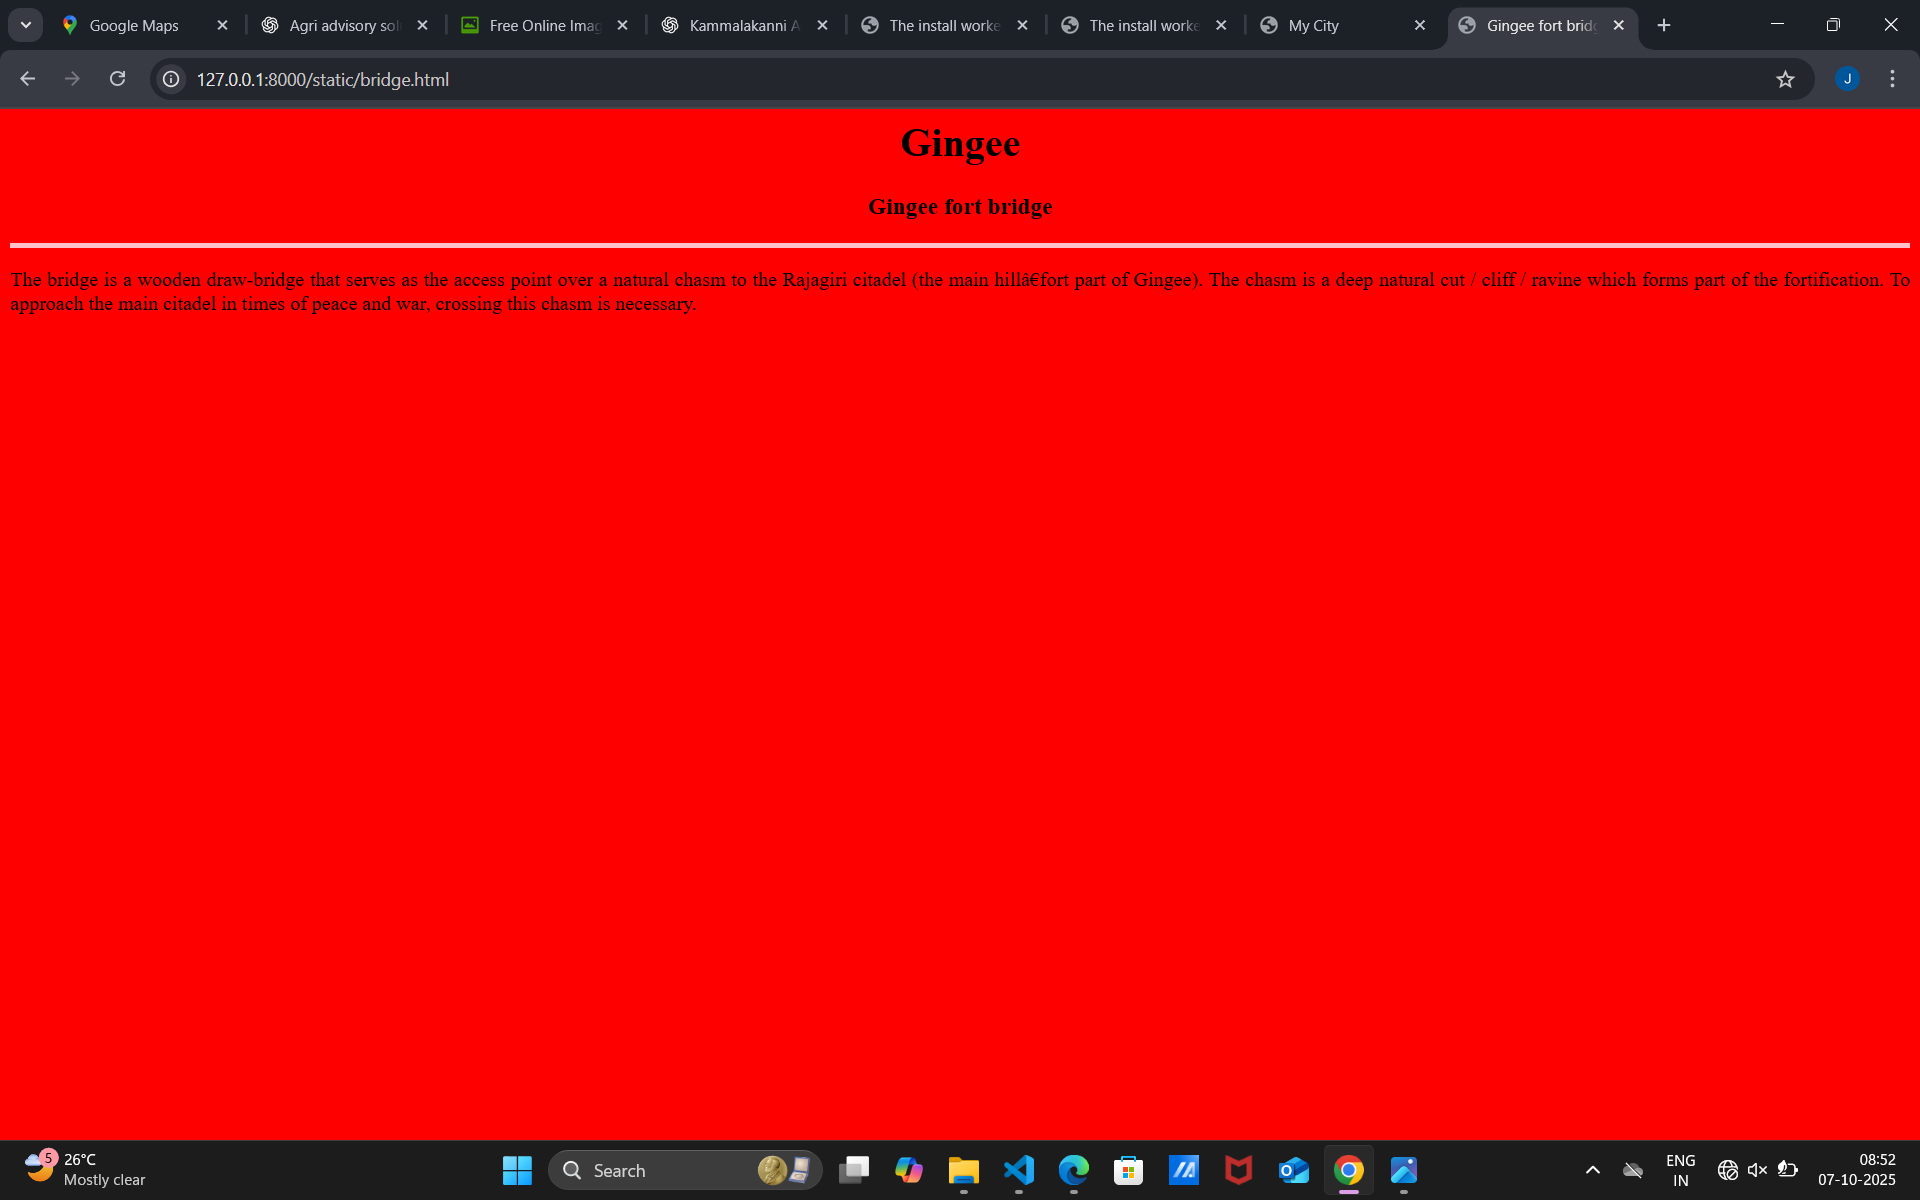 Google Maps
Agri advisory sol
Free Online Imag
Kammalakanni A
The install worke
The install worke
My City
Gingee fort bridg
127.0.0.1:8000/static/bridge.html
J
Gingee
Gingee fort bridge
The bridge is a wooden draw-bridge that serves as the access point over a natural chasm to the Rajagiri citadel (the main hillâ€fort part of Gingee). The chasm is a deep natural cut / cliff / ravine which forms part of the fortification. To
approach the main citadel in times of peace and war, crossing this chasm is necessary.
5
26°C
Mostly clear
Search
ENG
IN
08:52
07-10-2025